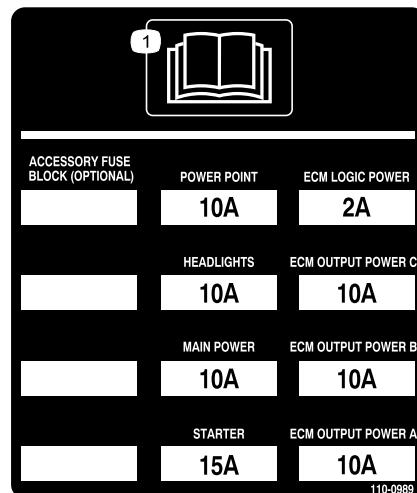 1
ACCESSORY FUSE
BLOCK (OPTIONAL)
POWER POINT
ECM LOGIC POWER
10A
2A
HEADLIGHTS
ECM OUTPUT POWER C
10A
10A
MAIN POWER
ECM OUTPUT POWER B
10A
10A
STARTER
ECM OUTPUT POWER A
15A
10A
110-0989